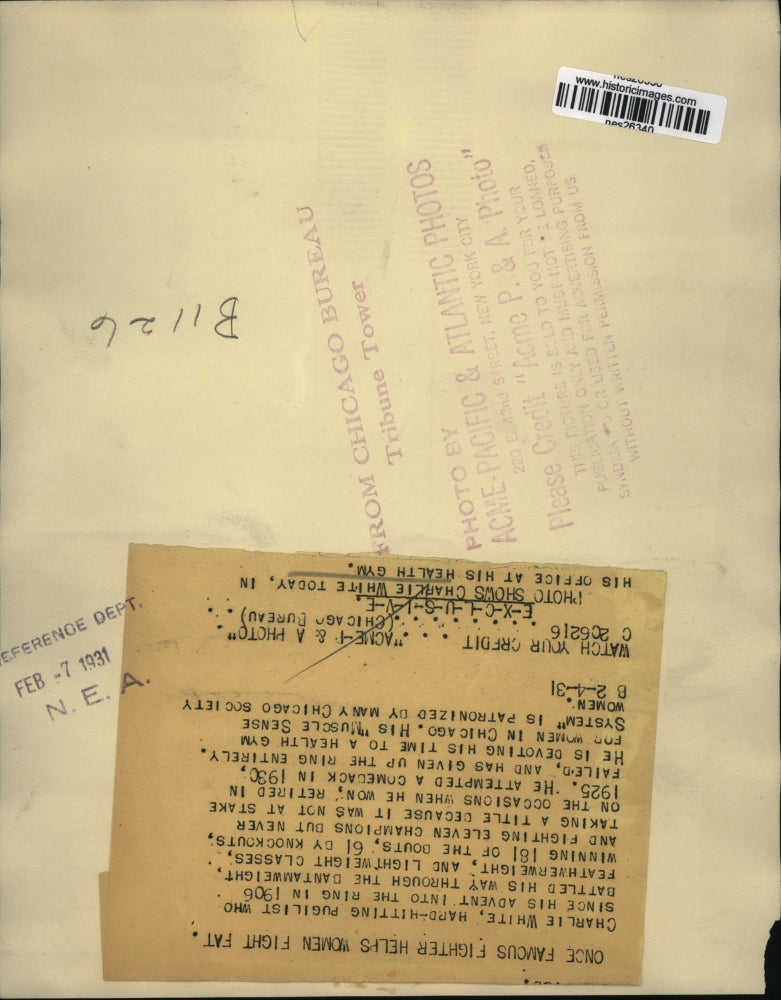 www.historicimages.com
nes26340
B1126
FROM CHICAGO BUREAU
Tribune Tower
PHOTO BY
ACME-PACIFIC & ATLANTIC PHOTOS
220 E. 42nd STREET, NEW YORK CITY
Please Credit "Acme P. & A. Photo"
THIS PICTURE IS SOLD TO YOU FOR YOUR
PUBLICATION ONLY AND MUST NOT BE LOANED,
SYNDICATED, OR USED FOR ADVERTISING PURPOSES
WITHOUT WRITTEN PERMISSION FROM US.
REFERENCE DEPT.
FEB -7 1931
N. E. A.
ONCE FAMOUS FIGHTER HELPS WOMEN FIGHT FAT.
CHARLIE WHITE, HARD-HITTING PUGILIST WHO
SINCE HIS ADVENT INTO THE RING IN 1906
BATTLED HIS WAY THROUGH THE BANTAMWEIGHT,
FEATHERWEIGHT, AND LIGHTWEIGHT CLASSES,
WINNING 181 OF THE BOUTS, 61 BY KNOCKOUTS,
AND FIGHTING ELEVEN CHAMPIONS BUT NEVER
TAKING A TITLE BECAUSE IT WAS NOT AT STAKE
ON THE OCCASIONS WHEN HE WON, RETIRED IN
1925. HE ATTEMPTED A COMEBACK IN 1930,
FAILED, AND HAS GIVEN UP THE RING ENTIRELY.
HE IS DEVOTING HIS TIME TO A HEALTH GYM
FOR WOMEN IN CHICAGO. HIS "MUSCLE SENSE
SYSTEM" IS PATRONIZED BY MANY CHICAGO SOCIETY
WOMEN.
B 2-4-31
WATCH YOUR CREDIT "ACME-P & A PHOTO"
C 206216 . . . . . (CHICAGO BUREAU) . .
E-X-C-L-U-S-I-V-E.
PHOTO SHOWS CHARLIE WHITE TODAY, IN
HIS OFFICE AT HIS HEALTH GYM.